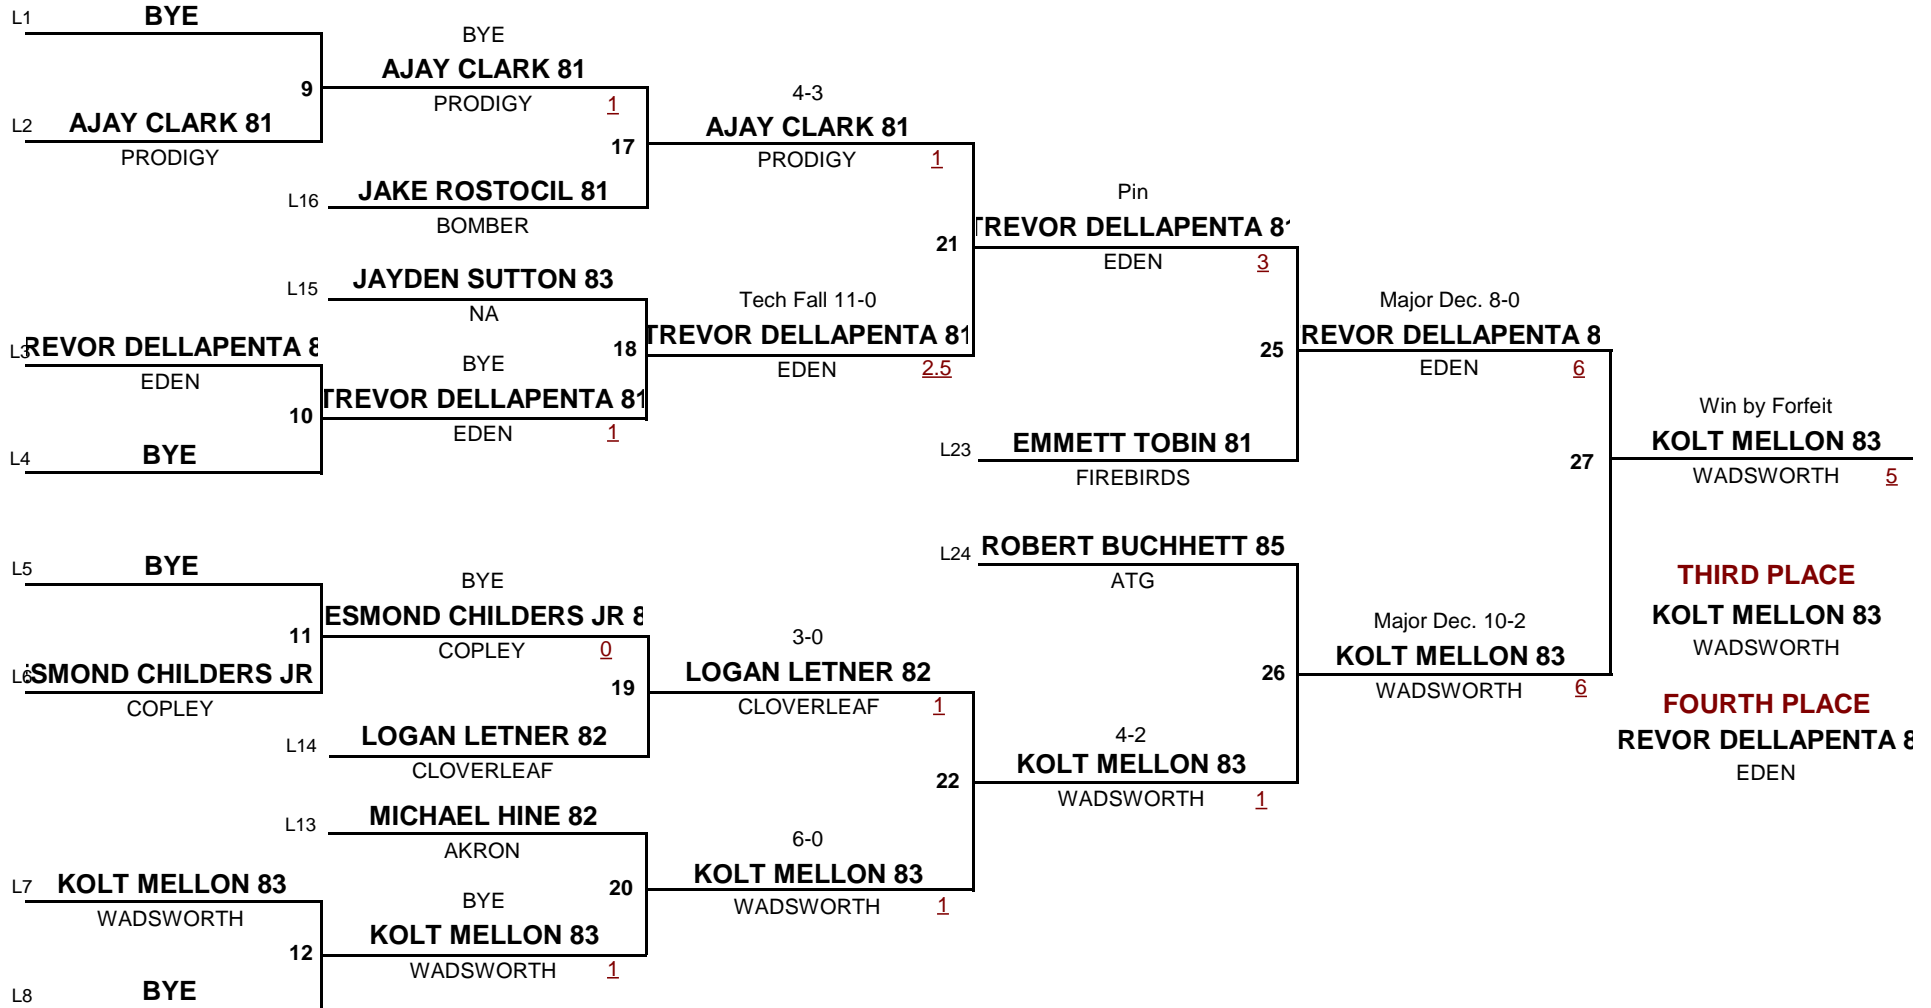 L1 BYE
BYE
AJAY CLARK 81
9
PRODIGY 1
L2 AJAY CLARK 81
PRODIGY
4-3
AJAY CLARK 81
17
PRODIGY 1
L16 JAKE ROSTOCIL 81
BOMBER
Pin
TREVOR DELLAPENTA 81
21
EDEN 3
L15 JAYDEN SUTTON 83
NA
Tech Fall 11-0
TREVOR DELLAPENTA 81
18
EDEN 2.5
L3 REVOR DELLAPENTA 8
EDEN
BYE
TREVOR DELLAPENTA 81
10
EDEN 1
L4 BYE
Major Dec. 8-0
REVOR DELLAPENTA 8
25
EDEN 6
L23 EMMETT TOBIN 81
FIREBIRDS
Win by Forfeit
KOLT MELLON 83
27
WADSWORTH 5
L5 BYE
BYE
ESMOND CHILDERS JR 8
11
COPLEY 0
L6 SMOND CHILDERS JR
COPLEY
3-0
LOGAN LETNER 82
19
CLOVERLEAF 1
L14 LOGAN LETNER 82
CLOVERLEAF
L24 ROBERT BUCHHETT 85
ATG
Major Dec. 10-2
KOLT MELLON 83
26
WADSWORTH 6
4-2
KOLT MELLON 83
22
WADSWORTH 1
L13 MICHAEL HINE 82
AKRON
6-0
KOLT MELLON 83
20
WADSWORTH 1
L7 KOLT MELLON 83
WADSWORTH
BYE
KOLT MELLON 83
12
WADSWORTH 1
L8 BYE
THIRD PLACE
KOLT MELLON 83
WADSWORTH
FOURTH PLACE
REVOR DELLAPENTA 8
EDEN